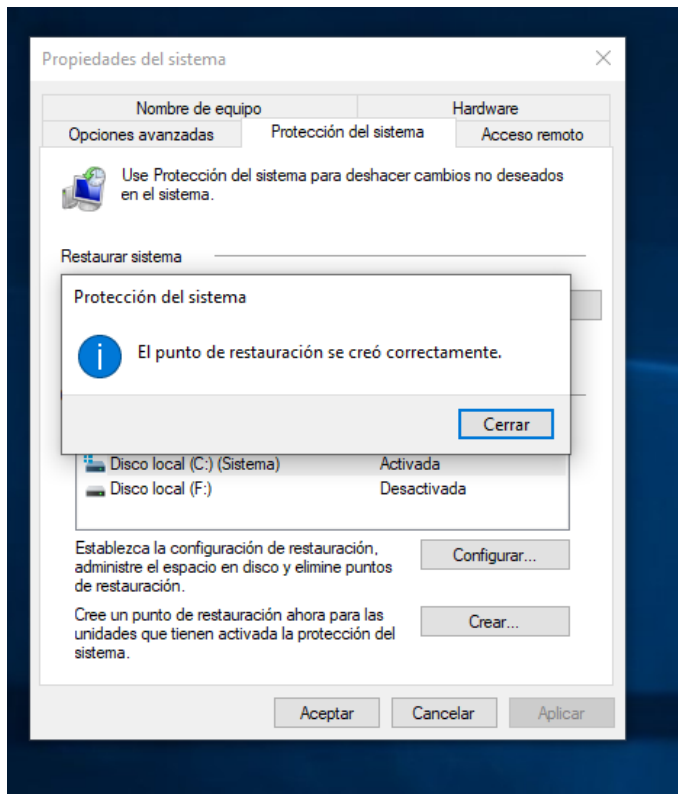 Propiedades del sistema
Nombre de equipo
Hardware
Opciones avanzadas
Protección del sistema
Acceso remoto
Use Protección del sistema para deshacer cambios no deseados
en el sistema.
Restaurar sistema
Protección del sistema
El punto de restauración se creó correctamente.
Cerrar
Disco local (C:) (Sistema) Activada
Disco local (F:) Desactivada
Establezca la configuración de restauración,
administre el espacio en disco y elimine puntos
de restauración.
Configurar...
Cree un punto de restauración ahora para las
unidades que tienen activada la protección del
sistema.
Crear...
Aceptar
Cancelar
Aplicar